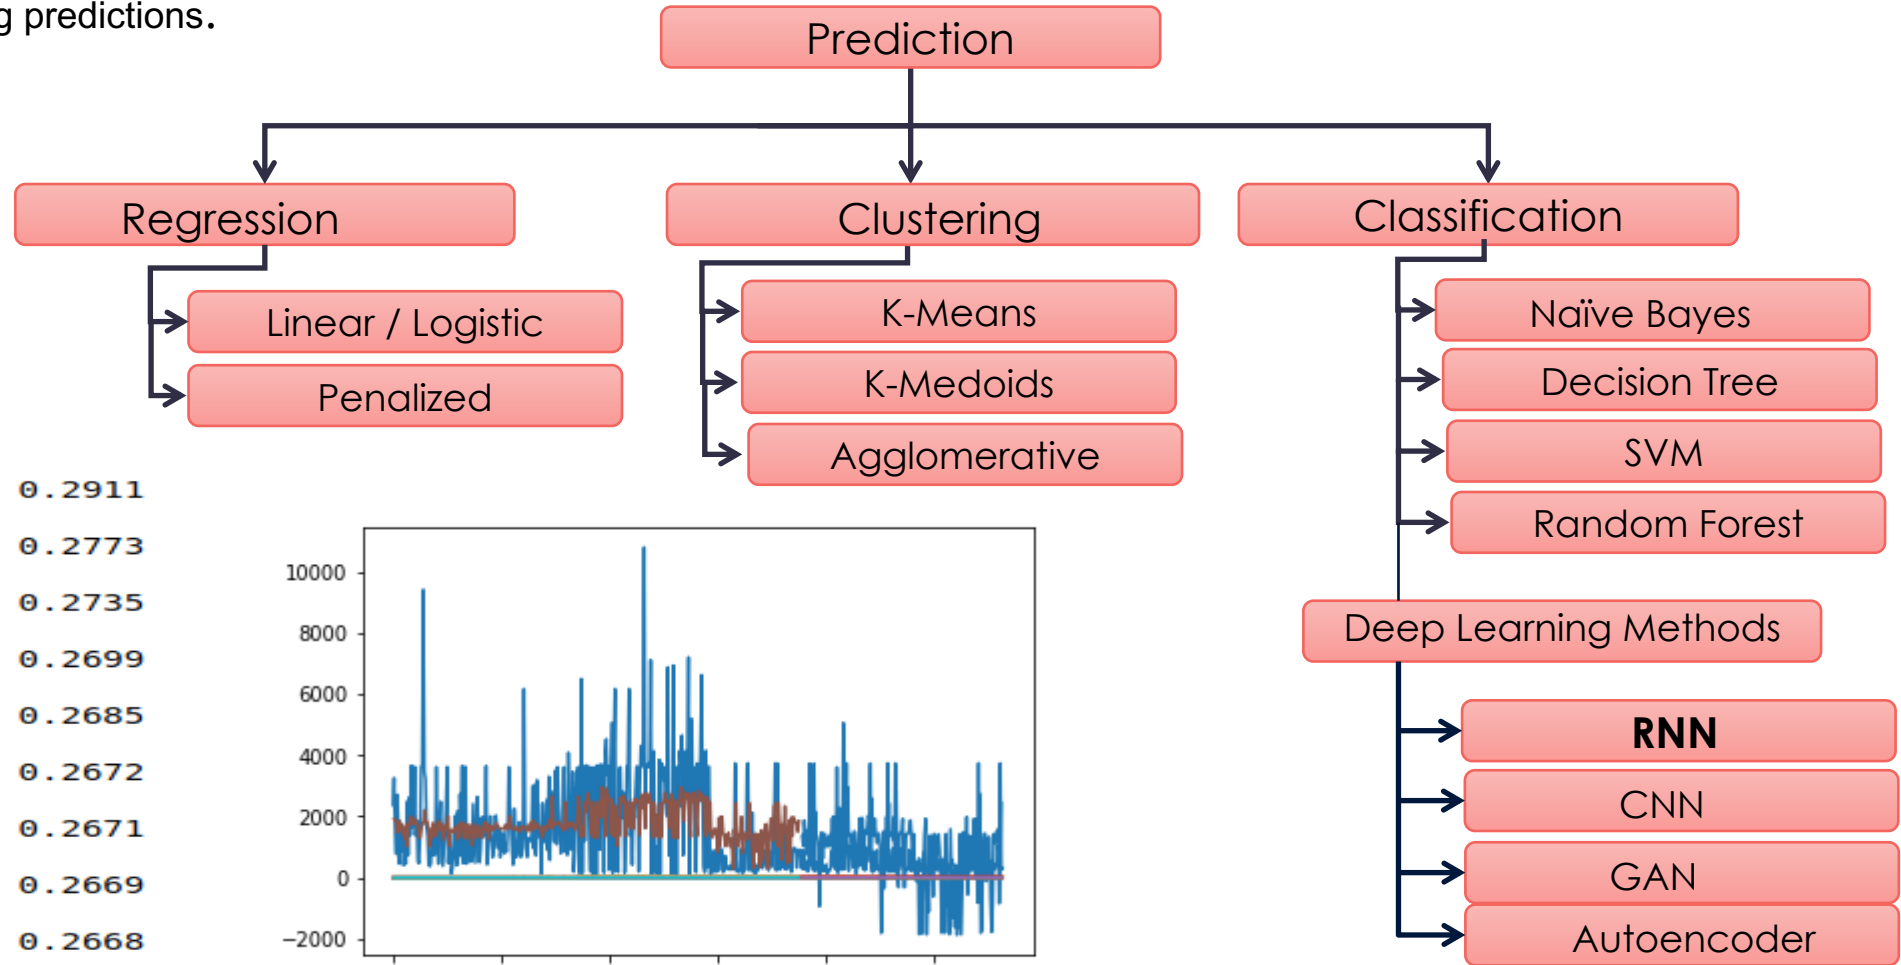 g predictions.
Prediction
Regression
Clustering
Classification
Linear / Logistic
Penalized
K-Means
K-Medoids
Agglomerative
Naïve Bayes
Decision Tree
SVM
Random Forest
Deep Learning Methods
RNN
CNN
GAN
Autoencoder
0.2911
0.2773
0.2735
0.2699
0.2685
0.2672
0.2671
0.2669
0.2668
10000
8000
6000
4000
2000
0
−2000